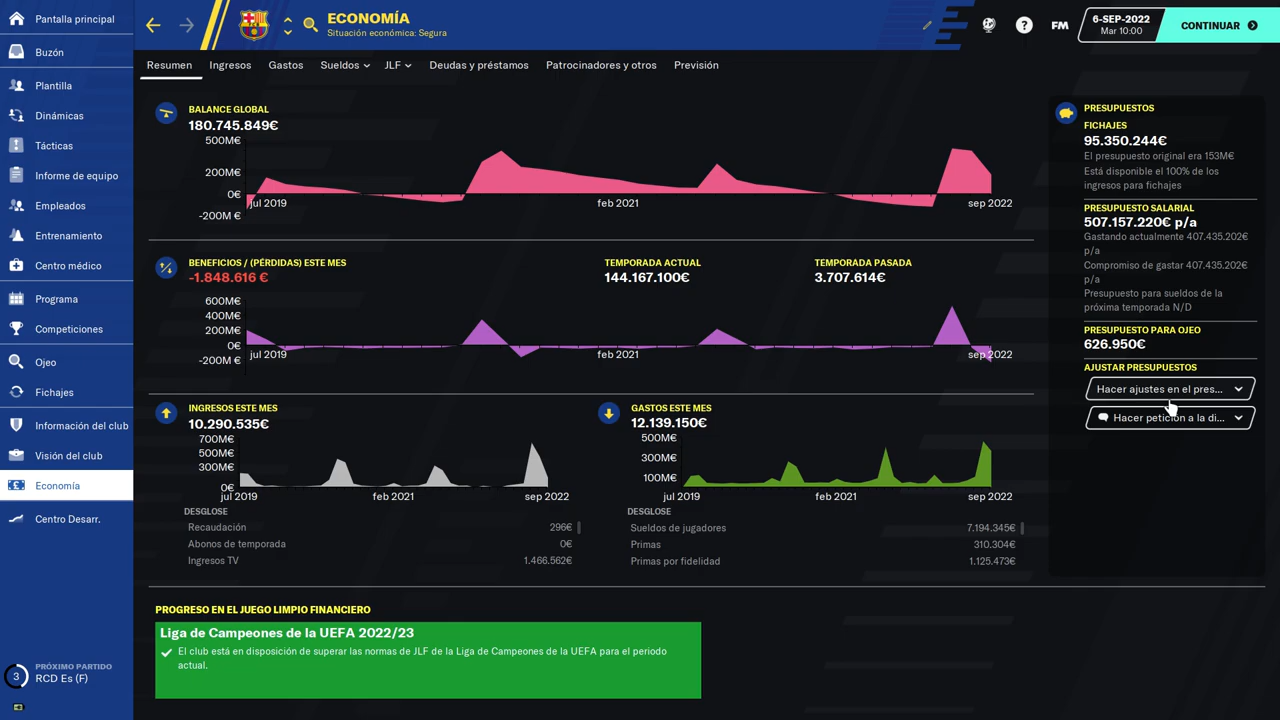 Pantalla principal
Buzón
Plantilla
Dinámicas
Tácticas
Informe de equipo
Empleados
Entrenamiento
Centro médico
Programa
Competiciones
Ojeo
Fichajes
Información del club
Visión del club
Economía
Centro Desarr.
3
PRÓXIMO PARTIDO
RCD Es (F)
ECONOMÍA
Situación económica: Segura
?
FM
6-SEP-2022
Mar 10:00
CONTINUAR
Resumen Ingresos Gastos Sueldos JLF Deudas y préstamos Patrocinadores y otros Previsión
BALANCE GLOBAL
180.745.849€
500M€
200M€
0€
-200M €
jul 2019 feb 2021 sep 2022
BENEFICIOS / (PÉRDIDAS) ESTE MES
-1.848.616 €
TEMPORADA ACTUAL
144.167.100€
TEMPORADA PASADA
3.707.614€
600M€
400M€
200M€
0€
-200M €
jul 2019 feb 2021 sep 2022
INGRESOS ESTE MES
10.290.535€
700M€
500M€
300M€
0€
jul 2019 feb 2021 sep 2022
DESGLOSE
Recaudación 296€
Abonos de temporada 0€
Ingresos TV 1.466.562€
GASTOS ESTE MES
12.139.150€
500M€
300M€
100M€
jul 2019 feb 2021 sep 2022
DESGLOSE
Sueldos de jugadores 7.194.345€
Primas 310.304€
Primas por fidelidad 1.125.473€
PROGRESO EN EL JUEGO LIMPIO FINANCIERO
Liga de Campeones de la UEFA 2022/23
El club está en disposición de superar las normas de JLF de la Liga de Campeones de la UEFA para el periodo
actual.
PRESUPUESTOS
FICHAJES
95.350.244€
El presupuesto original era 153M€
Está disponible el 100% de los
ingresos para fichajes
PRESUPUESTO SALARIAL
507.157.220€ p/a
Gastando actualmente 407.435.202€
p/a
Compromiso de gastar 407.435.202€
p/a
Presupuesto para sueldos de la
próxima temporada N/D
PRESUPUESTO PARA OJEO
626.950€
AJUSTAR PRESUPUESTOS
Hacer ajustes en el pres...
Hacer petición a la di...